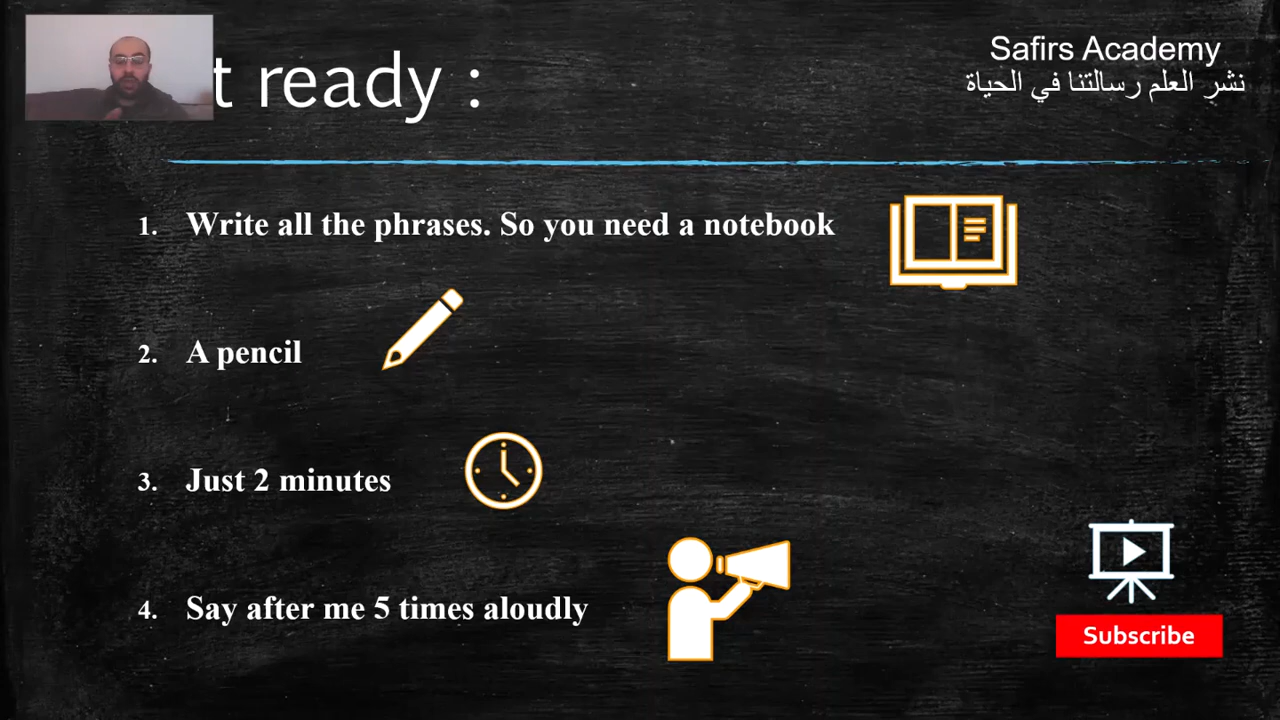 t ready :
Safirs Academy
نشر العلم رسالتنا في الحياة
1. Write all the phrases. So you need a notebook
2. A pencil
3. Just 2 minutes
4. Say after me 5 times aloudly
Subscribe